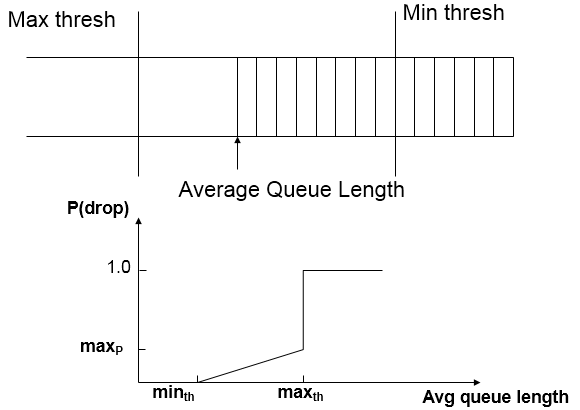 Max thresh
Min thresh
Average Queue Length
P(drop)
1.0
maxP
minth
maxth
Avg queue length